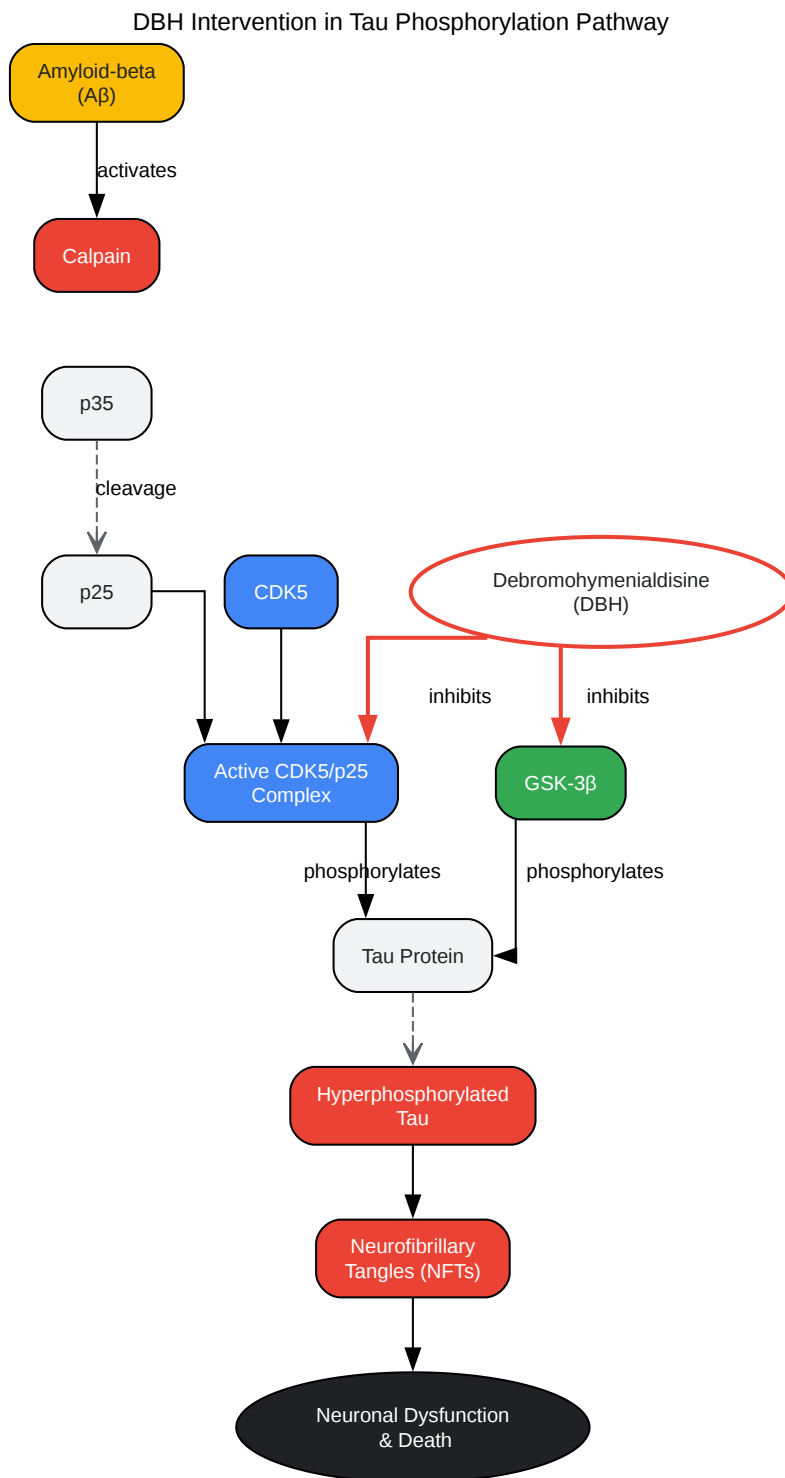 DBH Intervention in Tau Phosphorylation Pathway
Amyloid-beta
(Aβ)
activates
Calpain
p35
cleavage
p25
CDK5
Debromohymenialdisine
(DBH)
inhibits
inhibits
Active CDK5/p25
Complex
GSK-3β
phosphorylates
phosphorylates
Tau Protein
Hyperphosphorylated
Tau
Neurofibrillary
Tangles (NFTs)
Neuronal Dysfunction
& Death